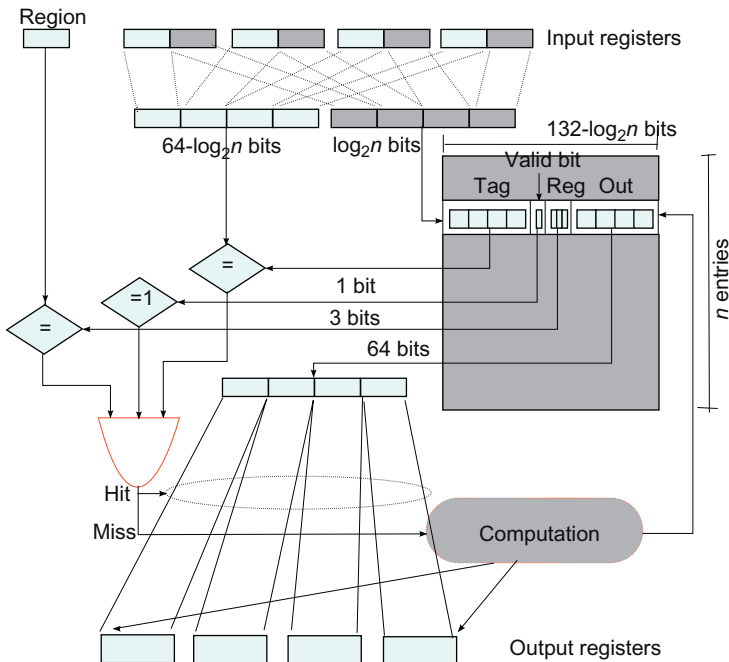 Region
Input registers
64-log₂n bits
log₂n bits
132-log₂n bits
Valid bit
Tag
Reg
Out
=
1 bit
=1
=
3 bits
64 bits
n entries
Hit
Miss
Computation
Output registers